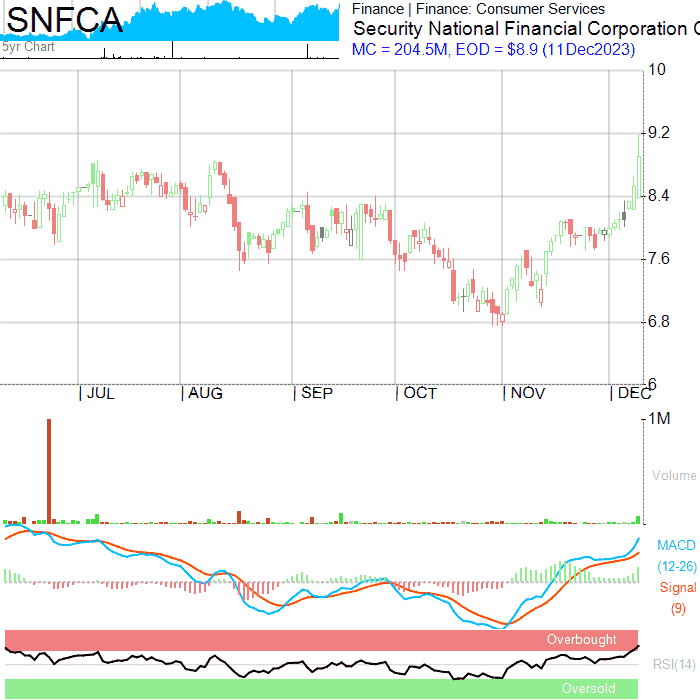 SNFCA
Finance | Finance: Consumer Services
Security National Financial Corporation C
5yr Chart
MC = 204.5M, EOD = $8.9 (11Dec2023)
10
9.2
8.4
7.6
6.8
6
JUL AUG SEP OCT NOV DEC
1M
Volume
MACD
(12-26)
Signal
(9)
Overbought
RSI(14)
Oversold